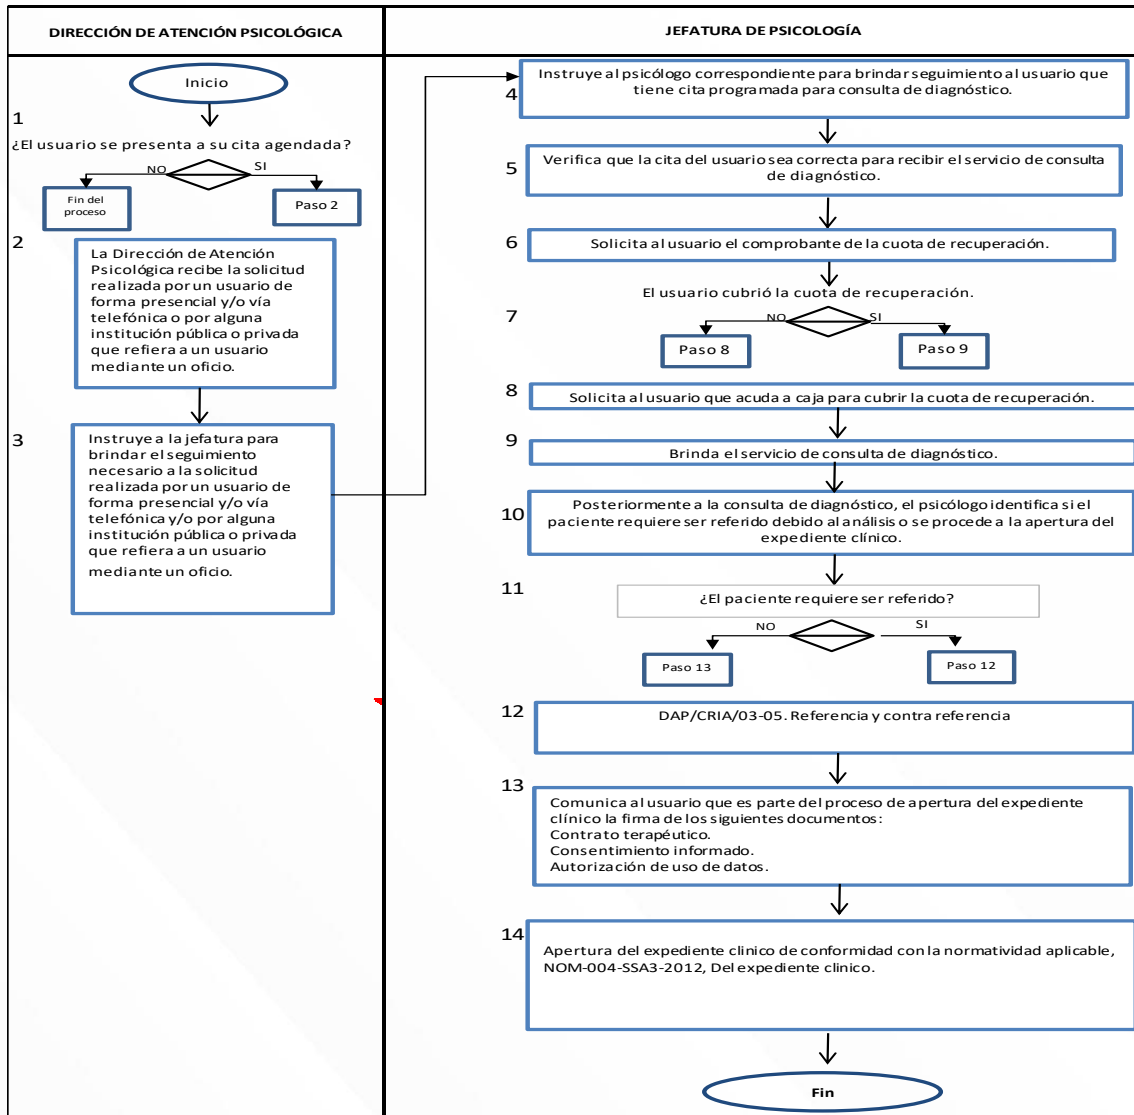 DIRECCIÓN DE ATENCIÓN PSICOLÓGICA
JEFATURA DE PSICOLOGÍA
Inicio
1
¿El usuario se presenta a su cita agendada?
NO
SI
Fin del
proceso
Paso 2
2
La Dirección de Atención
Psicológica recibe la solicitud
realizada por un usuario de
forma presencial y/o vía
telefónica o por alguna
institución pública o privada
que refiera a un usuario
mediante un oficio.
3
Instruye a la jefatura para
brindar el seguimiento
necesario a la solicitud
realizada por un usuario de
forma presencial y/o vía
telefónica y/o por alguna
institución pública o privada
que refiera a un usuario
mediante un oficio.
4
Instruye al psicólogo correspondiente para brindar seguimiento al usuario que
tiene cita programada para consulta de diagnóstico.
5
Verifica que la cita del usuario sea correcta para recibir el servicio de consulta
de diagnóstico.
6
Solicita al usuario el comprobante de la cuota de recuperación.
El usuario cubrió la cuota de recuperación.
7
NO
SI
Paso 8
Paso 9
8
Solicita al usuario que acuda a caja para cubrir la cuota de recuperación.
9
Brinda el servicio de consulta de diagnóstico.
10
Posteriormente a la consulta de diagnóstico, el psicólogo identifica si el
paciente requiere ser referido debido al análisis o se procede a la apertura del
expediente clínico.
11
¿El paciente requiere ser referido?
NO
SI
Paso 13
Paso 12
12
DAP/CRIA/03-05. Referencia y contra referencia
13
Comunica al usuario que es parte del proceso de apertura del expediente
clínico la firma de los siguientes documentos:
Contrato terapéutico.
Consentimiento informado.
Autorización de uso de datos.
14
Apertura del expediente clinico de conformidad con la normatividad aplicable,
NOM-004-SSA3-2012, Del expediente clinico.
Fin